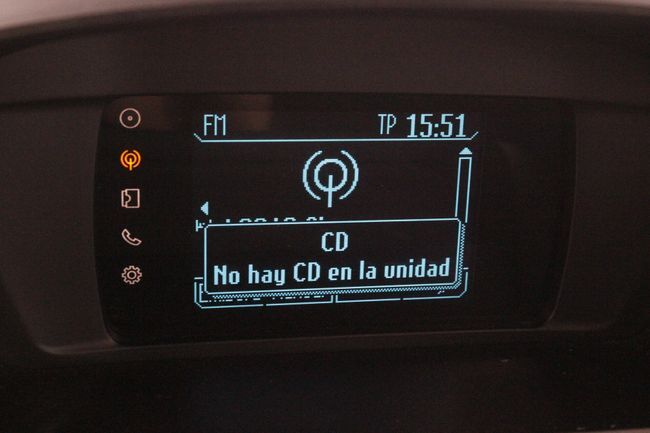 FM TP 15:51
CD
No hay CD en la unidad